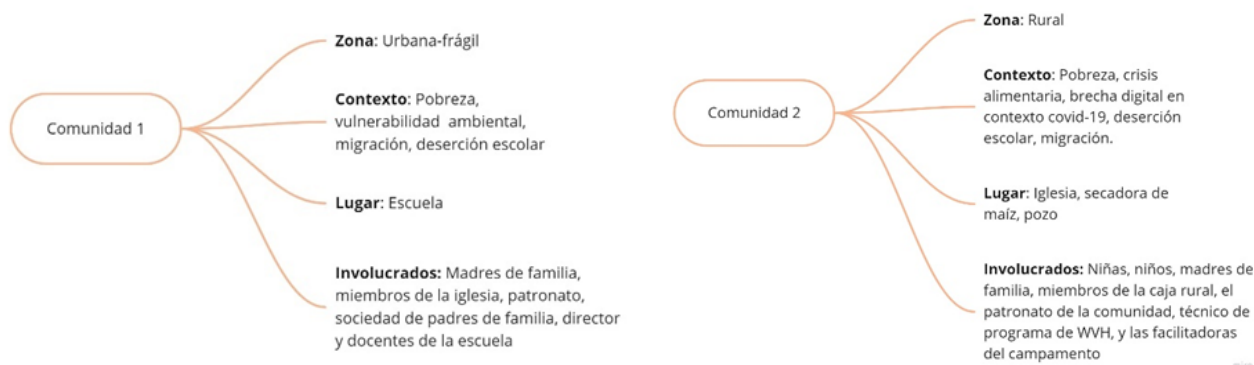 Comunidad 1
Zona: Urbana-frágil
Contexto: Pobreza,
vulnerabilidad ambiental,
migración, deserción escolar
Lugar: Escuela
Involucrados: Madres de familia,
miembros de la iglesia, patronato,
sociedad de padres de familia, director
y docentes de la escuela
Comunidad 2
Zona: Rural
Contexto: Pobreza, crisis
alimentaria, brecha digital en
contexto covid-19, deserción
escolar, migración.
Lugar: Iglesia, secadora de
maíz, pozo
Involucrados: Niñas, niños, madres de
familia, miembros de la caja rural, el
patronato de la comunidad, técnico de
programa de WVH, y las facilitadoras
del campamento